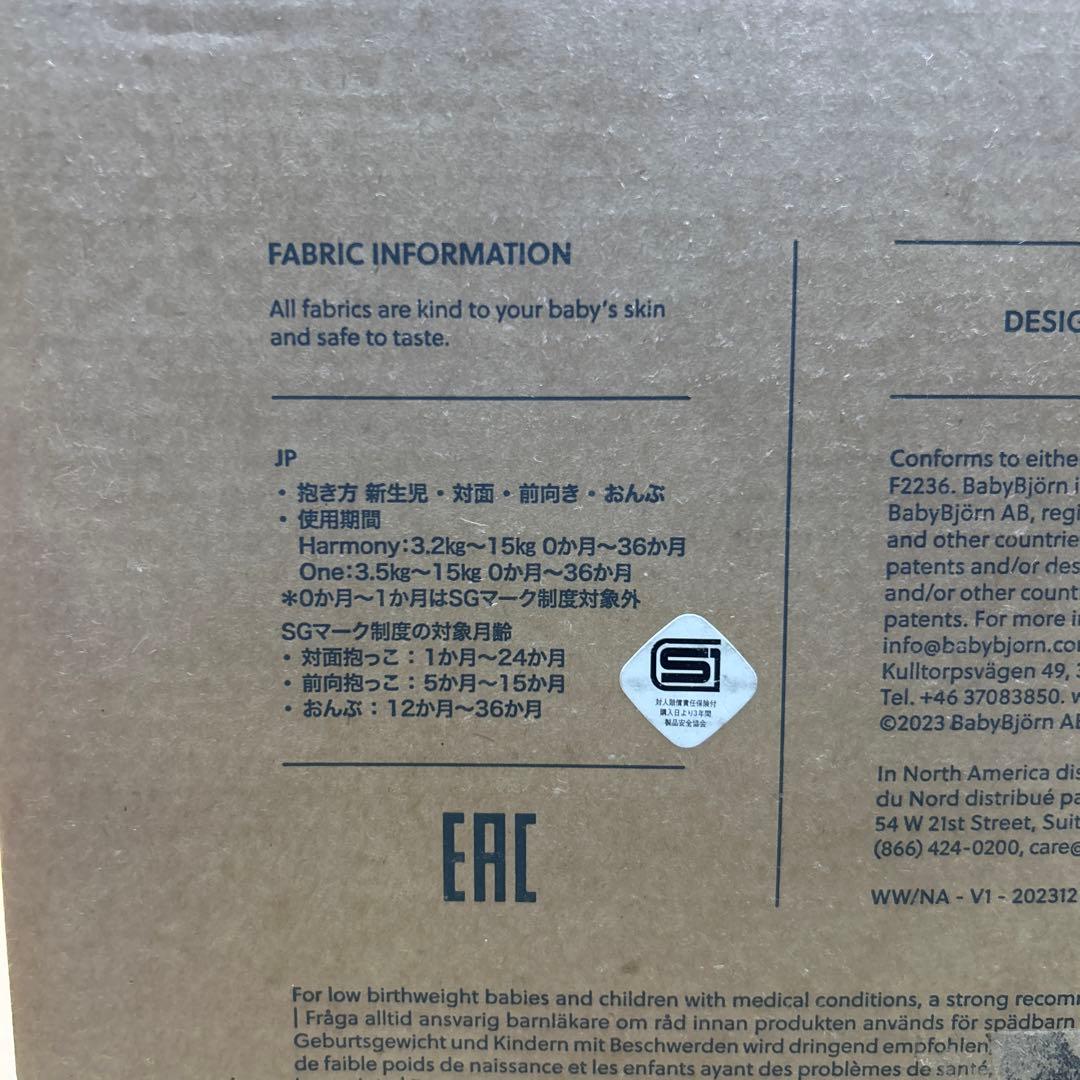 FABRIC INFORMATION
All fabrics are kind to your baby's skin
and safe to taste.
JP
・抱き方 新生児・対面・前向き・おんぶ
・使用期間
Harmony:3.2kg〜15kg 0か月〜36か月
One:3.5kg〜15kg 0か月〜36か月
*0か月〜1か月はSGマーク制度対象外
SGマーク制度の対象月齢
・対面抱っこ：1か月〜24か月
・前向抱っこ：5か月〜15か月
・おんぶ：12か月〜36か月
対人賠償責任保険付
購入日より3年間
製品安全協会
EAC
DESIG
Conforms to eithe
F2236. BabyBjörn i
BabyBjörn AB, regi
and other countrie
patents and/or des
and/or other count
patents. For more i
info@babybjorn.co
Kulltorpsvägen 49,
Tel. +46 37083850. w
©2023 BabyBjörn AB
In North America dis
du Nord distribué pa
54 W 21st Street, Suit
(866) 424-0200, care@
WW/NA - V1 - 202312
For low birthweight babies and children with medical conditions, a strong recom
| Fråga alltid ansvarig barnläkare om råd innan produkten används för spädbarn
Geburtsgewicht und Kindern mit Beschwerden wird dringend empfohlen
de faible poids de naissance et les enfants ayant des problèmes de santé,